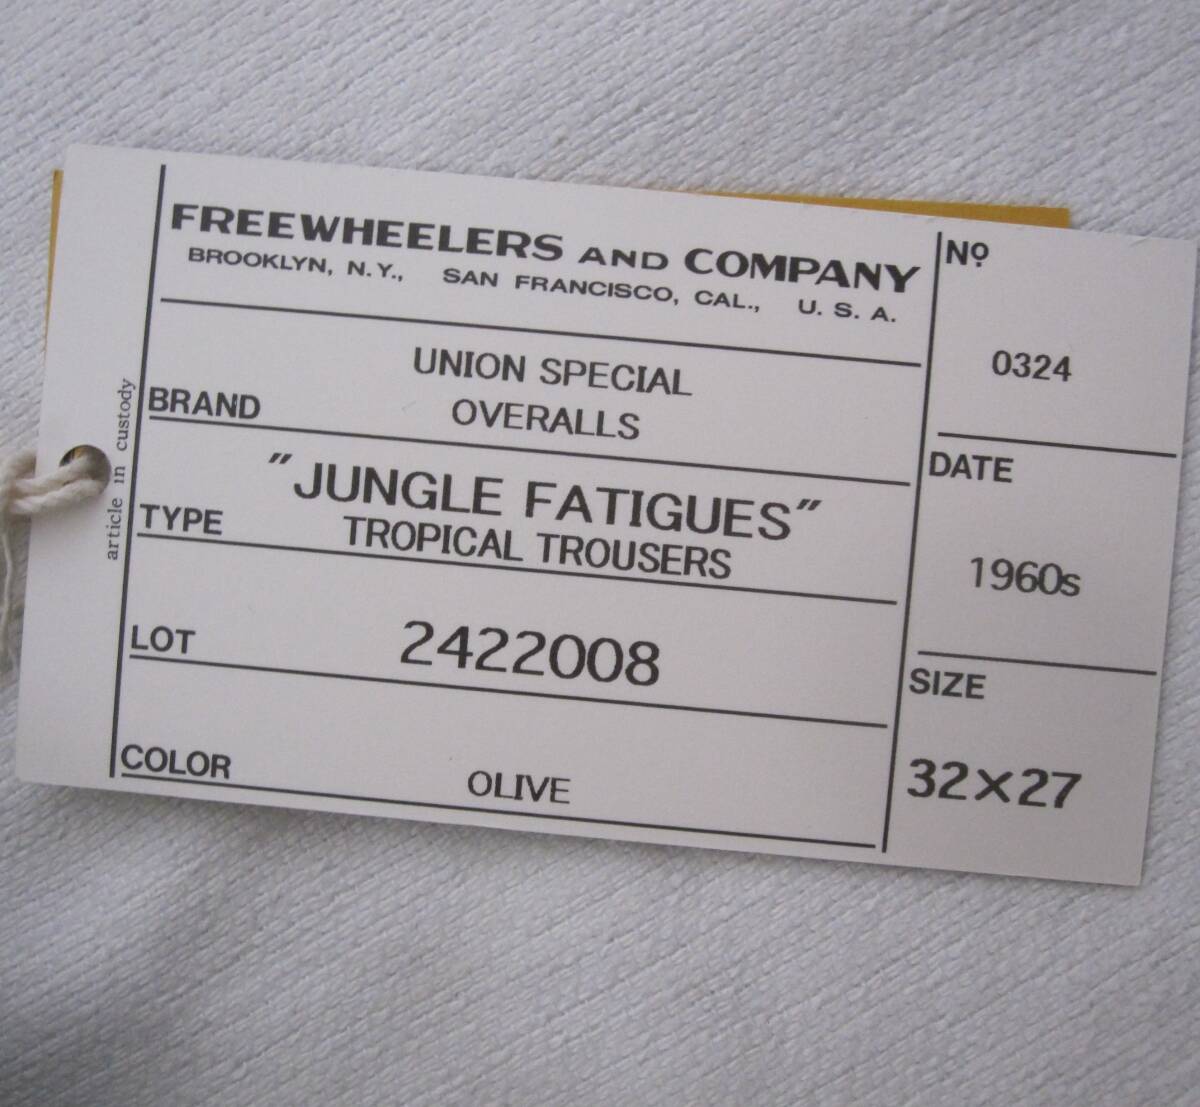 article in custody
FREEWHEELERS AND COMPANY
BROOKLYN, N.Y., SAN FRANCISCO, CAL., U.S.A.
UNION SPECIAL
BRAND OVERALLS
"JUNGLE FATIGUES"
TYPE TROPICAL TROUSERS
LOT 2422008
COLOR OLIVE
No
0324
DATE
1960s
SIZE
32×27